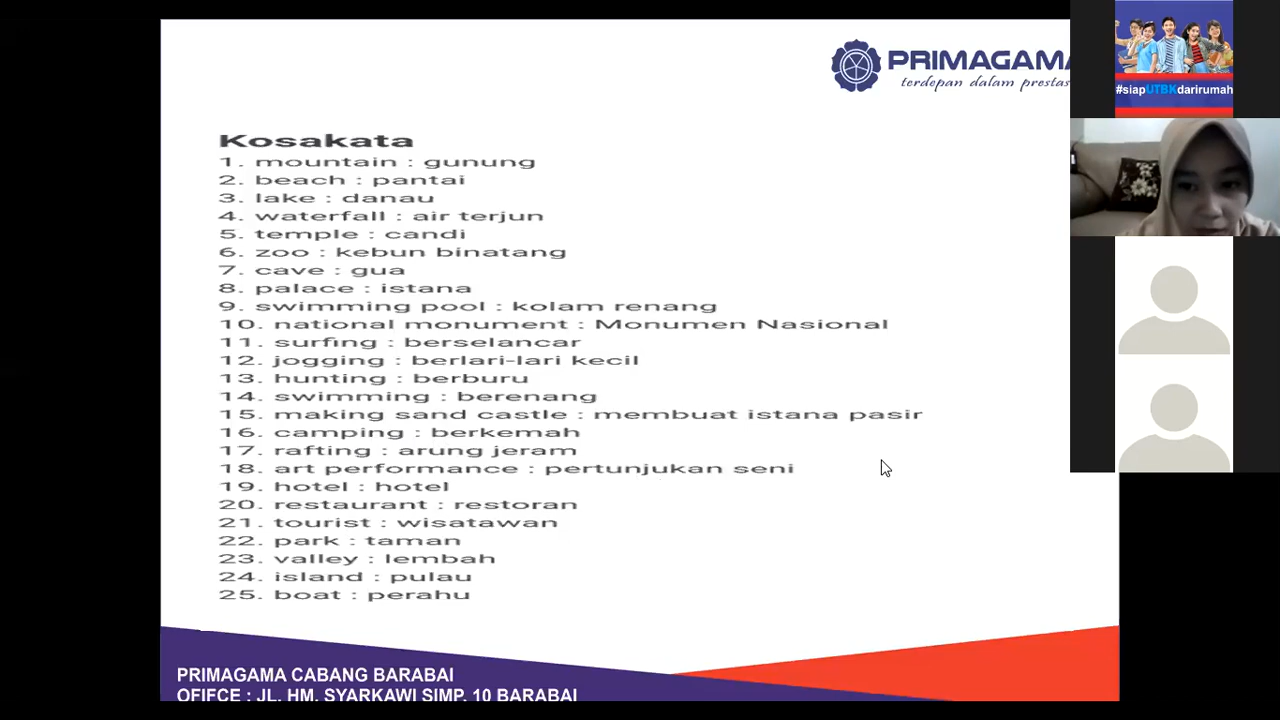 PRIMAGAMA
terdepan dalam prestas
#siapUTBKdarirumah
Kosakata
1. mountain : gunung
2. beach : pantai
3. lake : danau
4. waterfall : air terjun
5. temple : candi
6. zoo : kebun binatang
7. cave : gua
8. palace : istana
9. swimming pool : kolam renang
10. national monument : Monumen Nasional
11. surfing : berselancar
12. jogging : berlari-lari kecil
13. hunting : berburu
14. swimming : berenang
15. making sand castle : membuat istana pasir
16. camping : berkemah
17. rafting : arung jeram
18. art performance : pertunjukan seni
19. hotel : hotel
20. restaurant : restoran
21. tourist : wisatawan
22. park : taman
23. valley : lembah
24. island : pulau
25. boat : perahu
PRIMAGAMA CABANG BARABAI
OFIFCE : JL. HM. SYARKAWI SIMP. 10 BARABAI